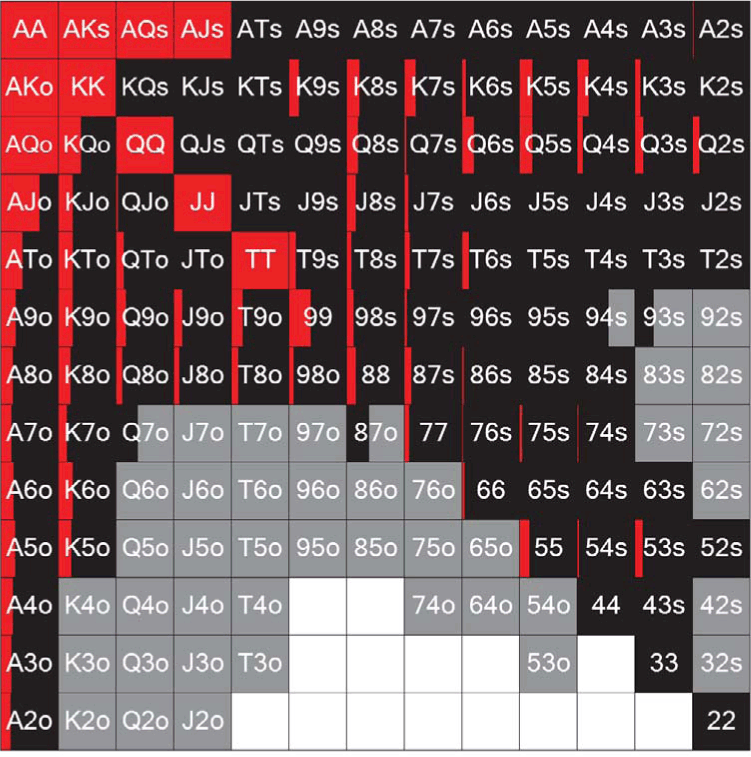 AA AKs AQs AJs ATs A9s A8s A7s A6s A5s A4s A3s A2s
AKo KK KQs KJs KTs K9s K8s K7s K6s K5s K4s K3s K2s
AQo KQo QQ QJs QTs Q9s Q8s Q7s Q6s Q5s Q4s Q3s Q2s
AJo KJo QJo JJ JTs J9s J8s J7s J6s J5s J4s J3s J2s
ATo KTo QTo JTo TT T9s T8s T7s T6s T5s T4s T3s T2s
A9o K9o Q9o J9o T9o 99 98s 97s 96s 95s 94s 93s 92s
A8o K8o Q8o J8o T8o 98o 88 87s 86s 85s 84s 83s 82s
A7o K7o Q7o J7o T7o 97o 87o 77 76s 75s 74s 73s 72s
A6o K6o Q6o J6o T6o 96o 86o 76o 66 65s 64s 63s 62s
A5o K5o Q5o J5o T5o 95o 85o 75o 65o 55 54s 53s 52s
A4o K4o Q4o J4o T4o 74o 64o 54o 44 43s 42s
A3o K3o Q3o J3o T3o 53o 33 32s
A2o K2o Q2o J2o 22